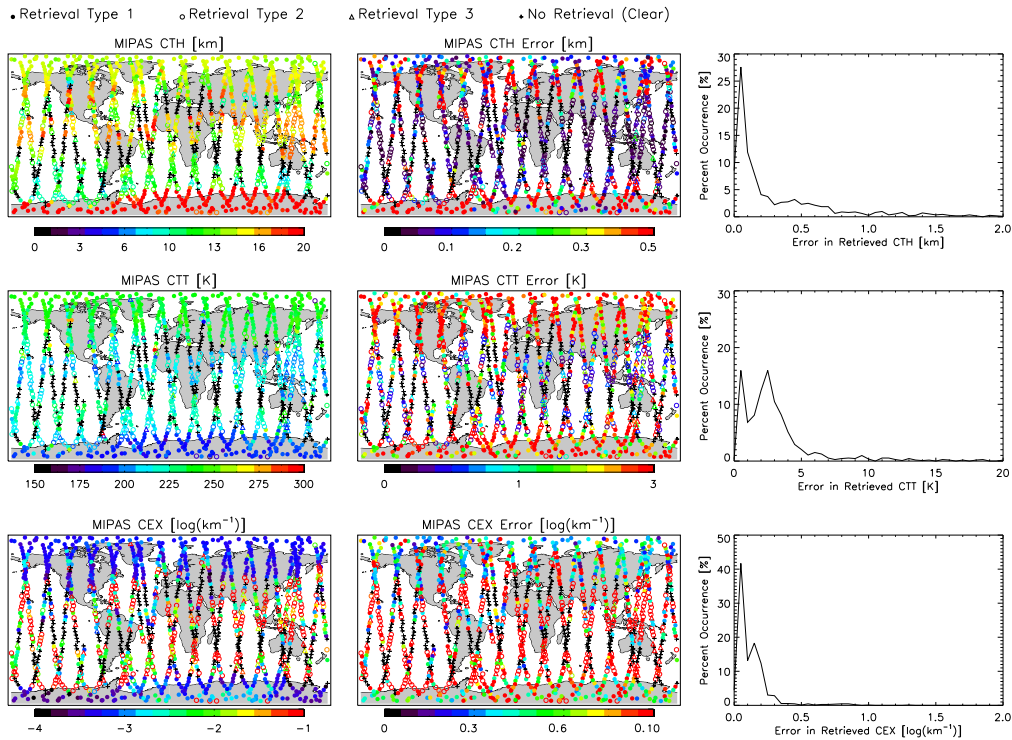 Retrieval Type 1 Retrieval Type 2 Retrieval Type 3 No Retrieval (Clear)
MIPAS CTH [km]
0 3 6 10 13 16 20
MIPAS CTH Error [km]
0 0.1 0.2 0.3 0.5
Percent Occurrence [%]
30
25
20
15
10
5
0
0.0 0.5 1.0 1.5 2.0
Error in Retrieved CTH [km]
MIPAS CTT [K]
150 175 200 225 250 275 300
MIPAS CTT Error [K]
0 1 3
Percent Occurrence [%]
30
20
10
0
0 5 10 15 20
Error in Retrieved CTT [K]
MIPAS CEX [log(km⁻¹)]
−4 −3 −2 −1
MIPAS CEX Error [log(km⁻¹)]
0 0.3 0.6 0.10
Percent Occurrence [%]
50
40
30
20
10
0
0.0 0.5 1.0 1.5 2.0
Error in Retrieved CEX [log(km⁻¹)]